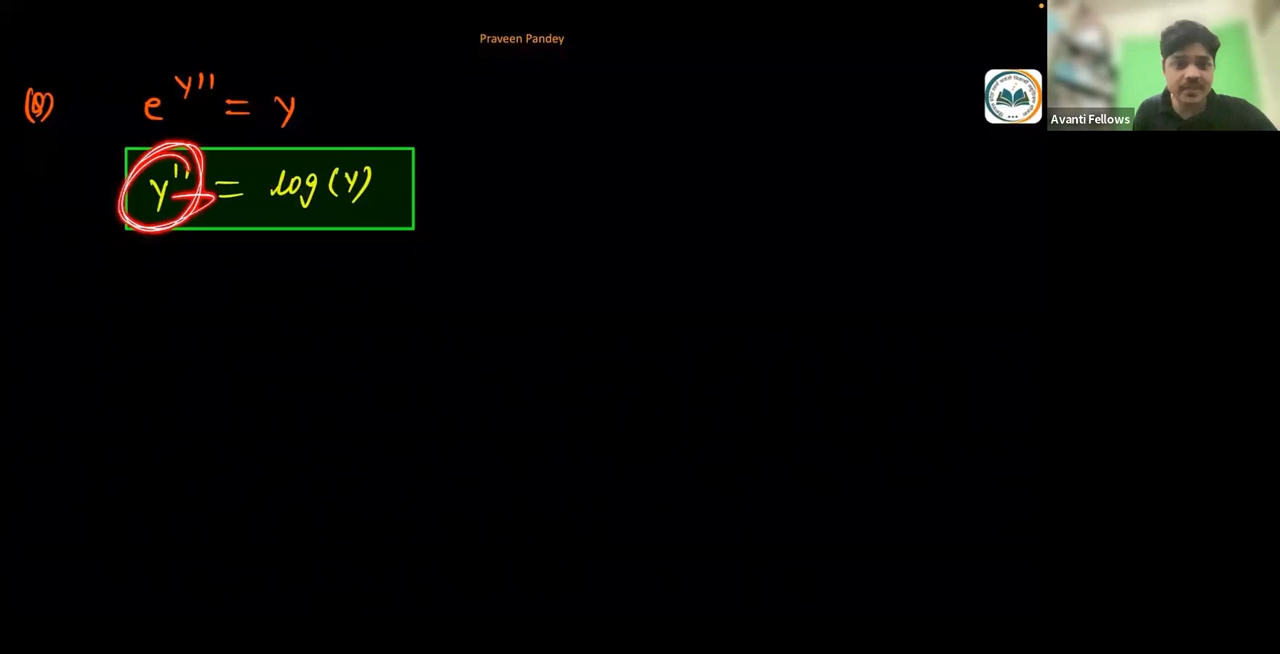 Praveen Pandey
(Q) e^y'' = y
y'' = log(y)
Avanti Fellows